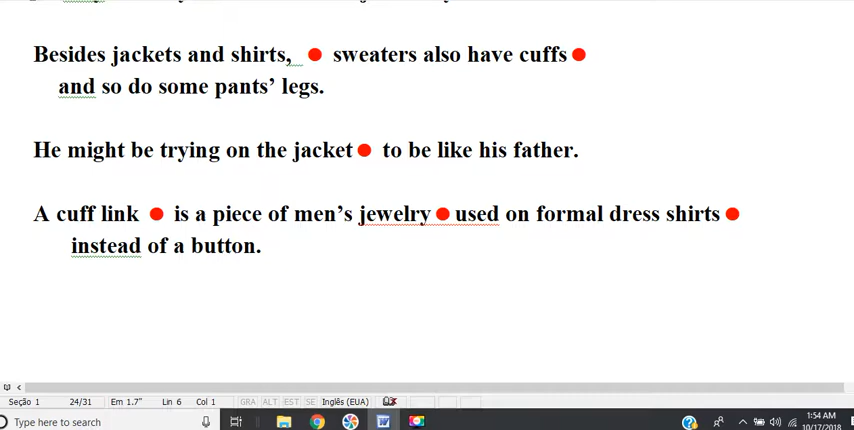 Besides jackets and shirts, sweaters also have cuffs
and so do some pants’ legs.
He might be trying on the jacket to be like his father.
A cuff link is a piece of men’s jewelry used on formal dress shirts
instead of a button.
Seção 1 24/31 Em 1.7" Lin 6 Col 1 GRA ALT EST SE Inglês (EUA)
Type here to search
1:54 AM
10/17/2018